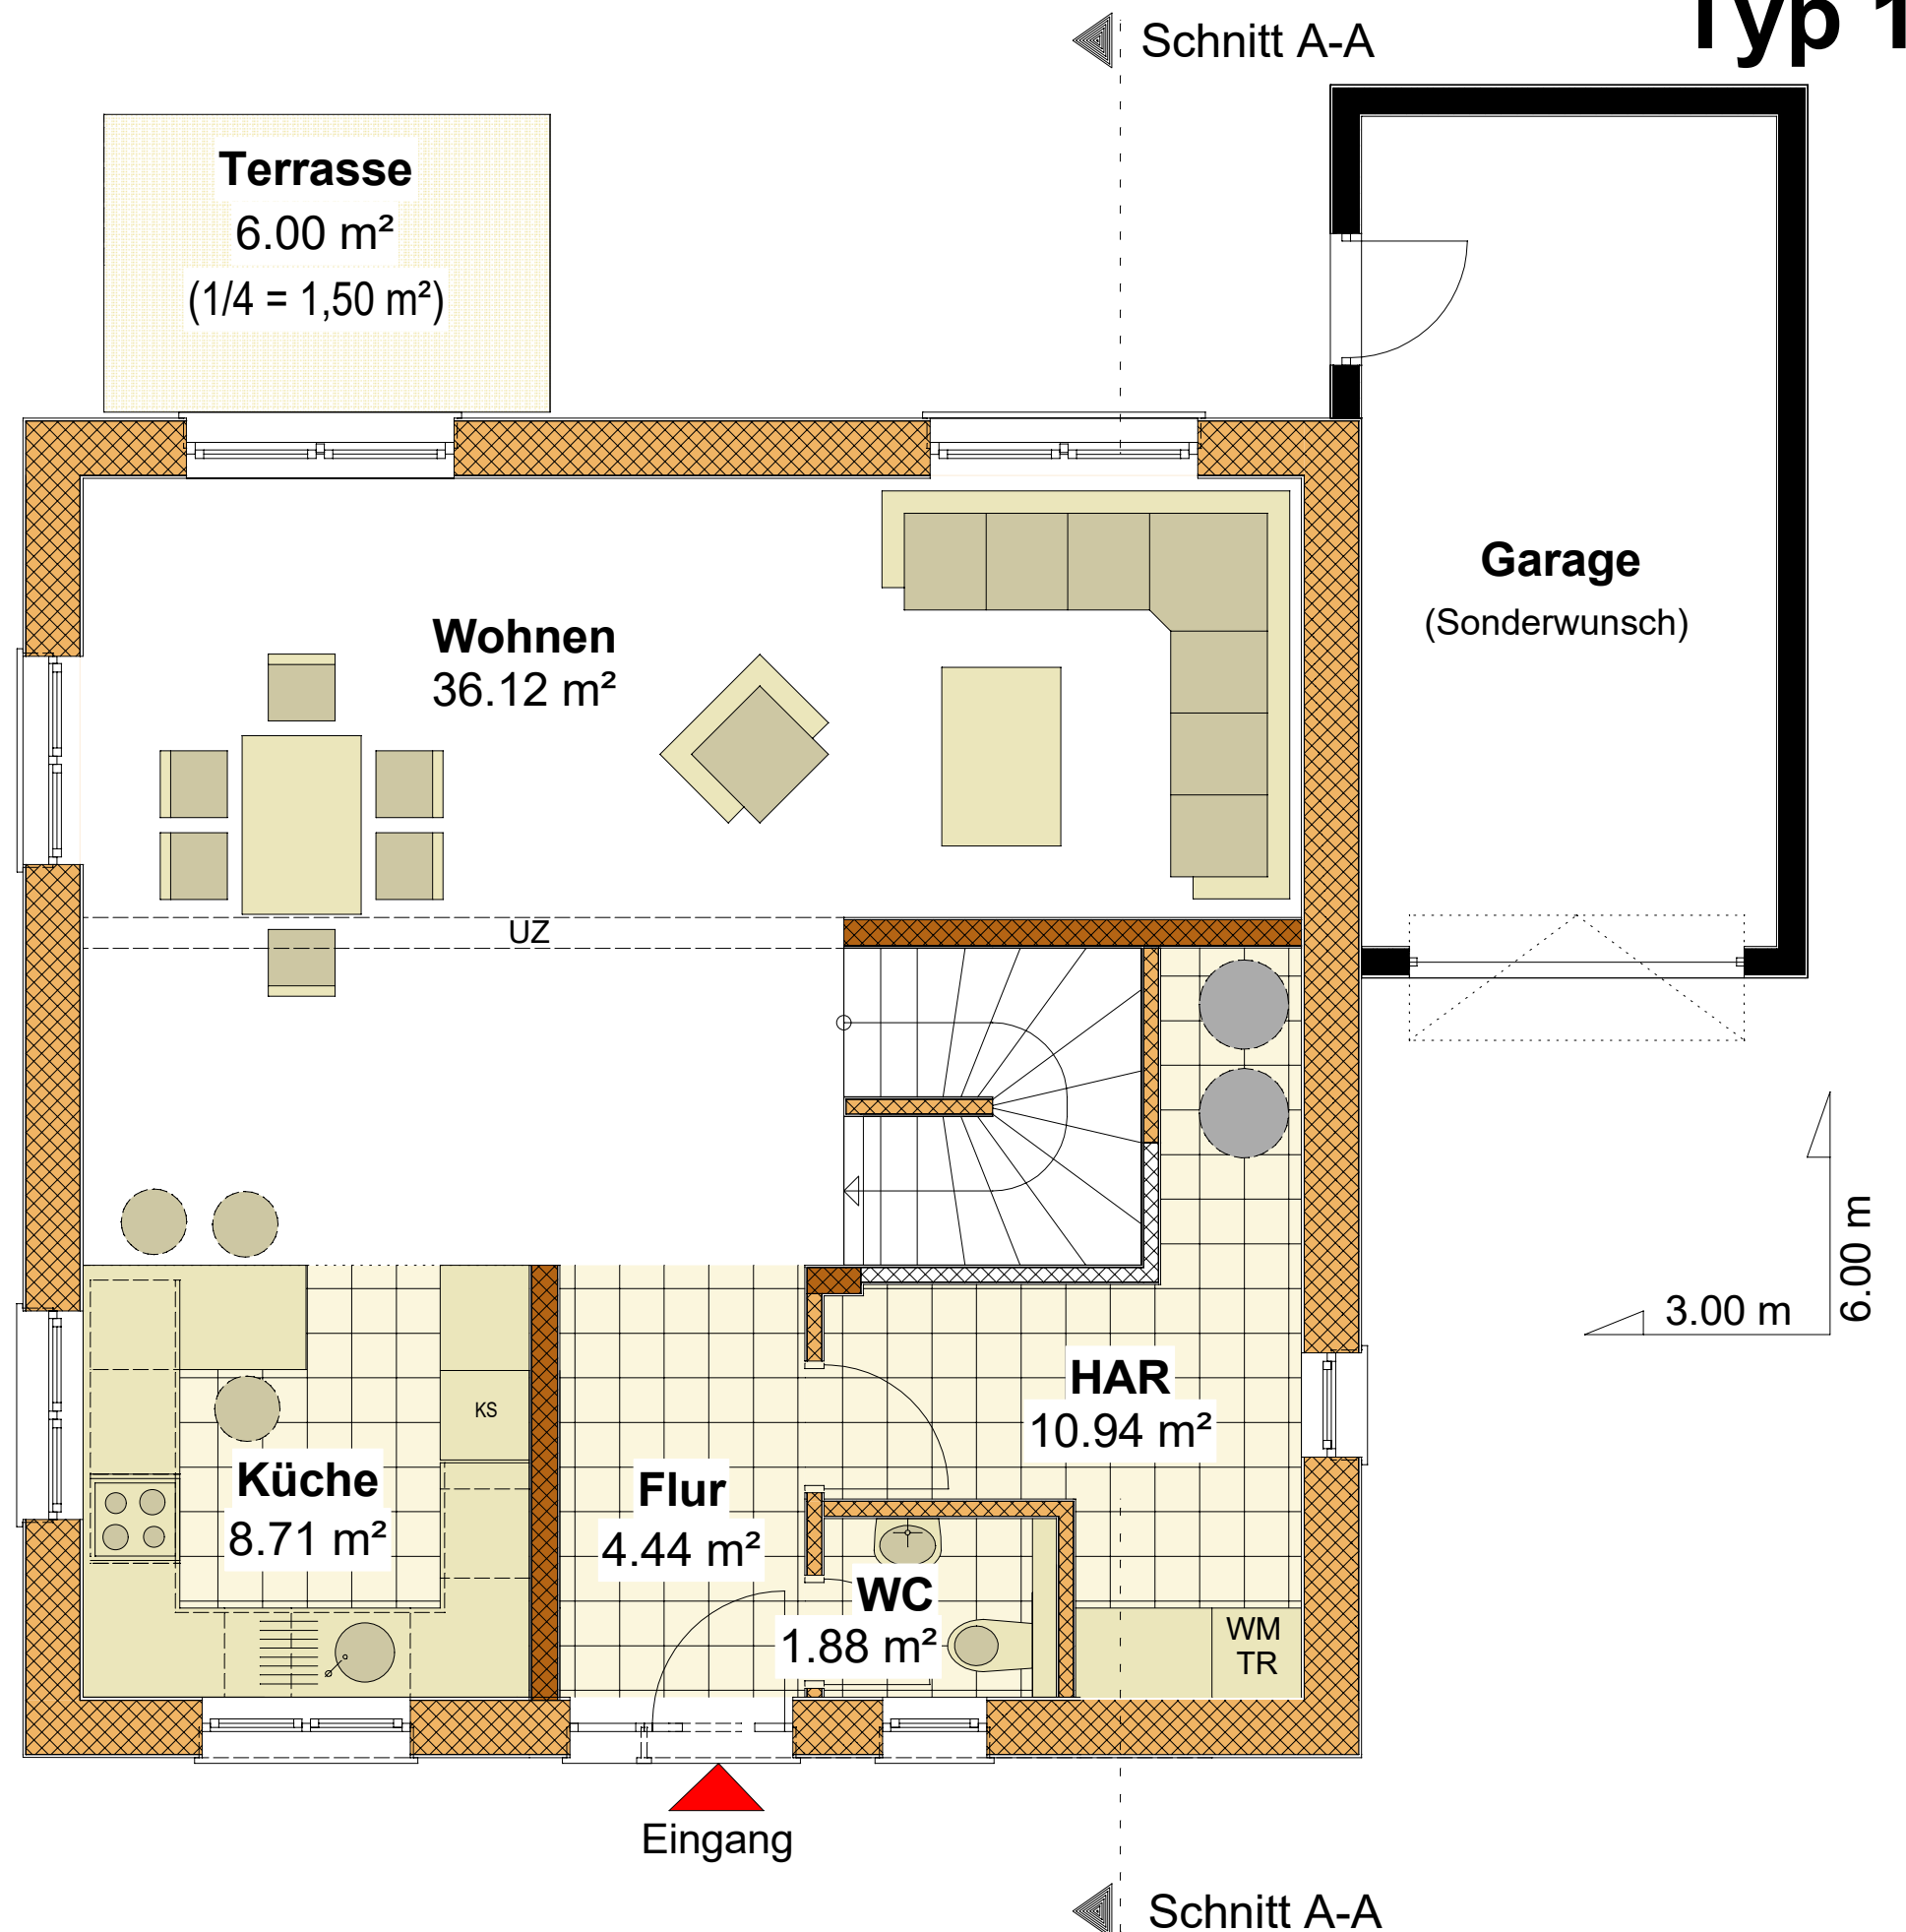 Typ 1
Schnitt A-A
Terrasse
6.00 m²
(1/4 = 1,50 m²)
Garage
(Sonderwunsch)
Wohnen
36.12 m²
UZ
3.00 m
6.00 m
KS
HAR
10.94 m²
Küche
8.71 m²
Flur
4.44 m²
WC
1.88 m²
WM
TR
Eingang
Schnitt A-A